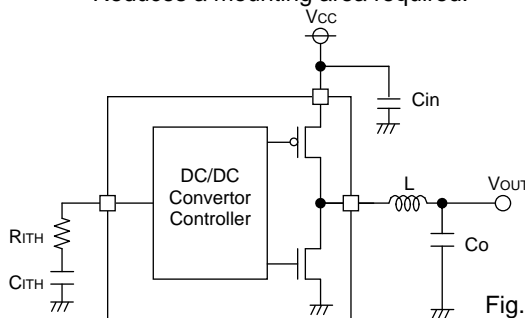 Reduces a mounting area required.
VCC
Cin
DC/DC
Convertor
Controller
L
VOUT
RITH
CITH
Co
Fig.